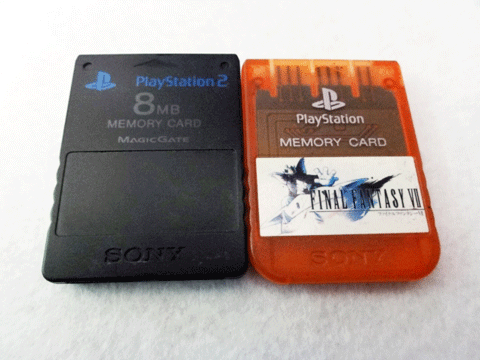 PlayStation 2
8MB
MEMORY CARD
MAGICGATE
SONY
PlayStation
MEMORY CARD
FINAL FANTASY VII
SONY